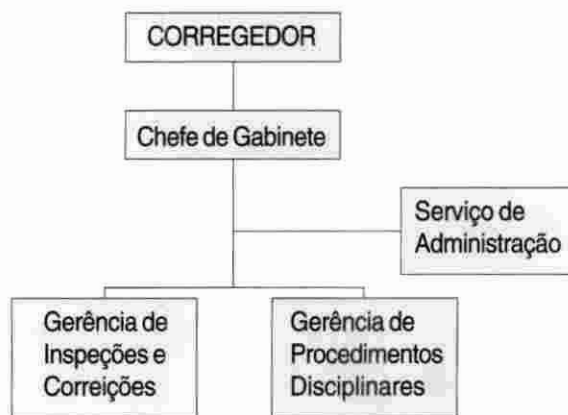 CORREGEDOR
Chefe de Gabinete
Serviço de
Administração
Gerência de
Inspeções e
Correições
Gerência de
Procedimentos
Disciplinares